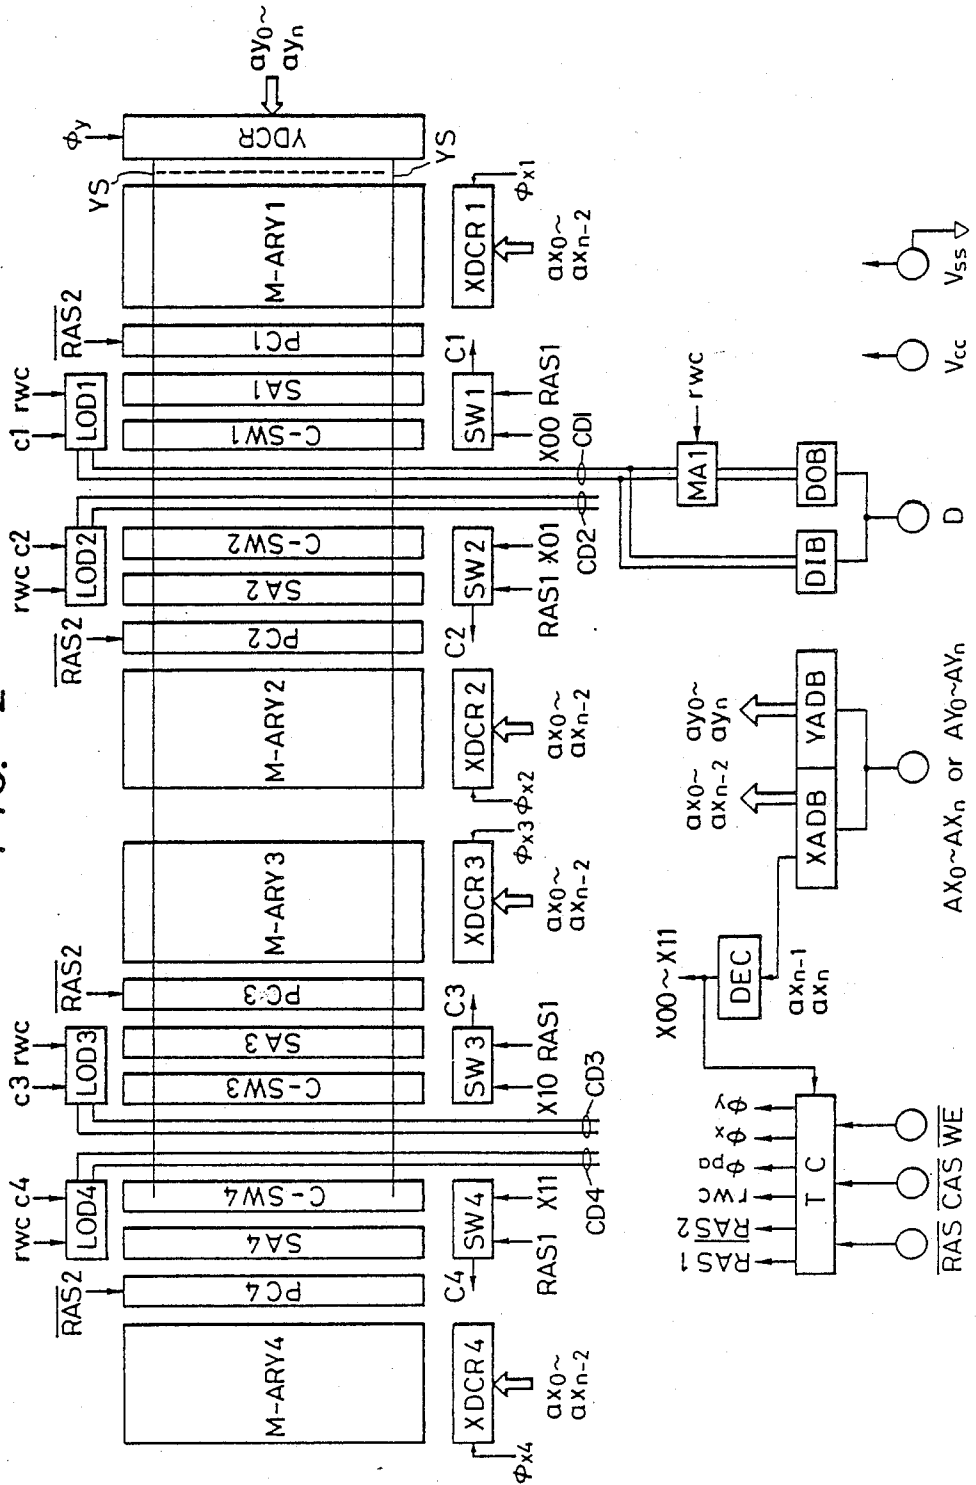 FIG. 2
RAS2
RAS2
RAS2
RAS2
rwc c4
c3 rwc
rwc c2
c1 rwc
ϕy
LOD4
LOD3
LOD2
LOD1
YS
M-ARY4
PC4
SA4
C-SW4
C-SW3
SA3
PC3
M-ARY3
M-ARY2
PC2
SA2
C-SW2
C-SW1
SA1
PC1
M-ARY1
YDCR
ay0~
ayn
YS
XDCR4
C4
SW4
SW3
C3
XDCR3
XDCR2
C2
SW2
SW1
C1
XDCR1
ϕx4
ϕx3
ϕx2
ϕx1
ax0~
axn-2
RAS1 X11
X10 RAS1
ax0~
axn-2
ax0~
axn-2
RAS1 X01
X00 RAS1
ax0~
axn-2
CD4
CD3
CD2
CD1
RAS1
RAS2
rwc
ϕpa
ϕx
ϕy
X00~X11
DEC
axn-1
axn
ax0~
axn-2
ay0~
ayn
MA1
rwc
TC
XADB
YADB
DIB
DOB
RAS CAS WE
AX0~AXn or AY0~AYn
D
Vcc
Vss